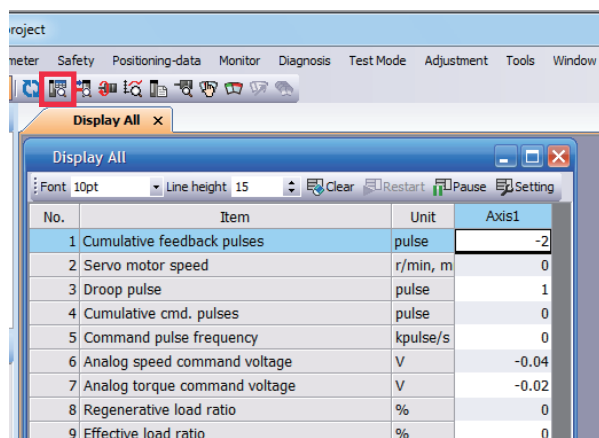 roject
meter Safety Positioning-data Monitor Diagnosis Test Mode Adjustment Tools Window
Display All ×
Display All
Font 10pt Line height 15 Clear Restart Pause Setting
No. Item Unit Axis1
1 Cumulative feedback pulses pulse -2
2 Servo motor speed r/min, m 0
3 Droop pulse pulse 1
4 Cumulative cmd. pulses pulse 0
5 Command pulse frequency kpulse/s 0
6 Analog speed command voltage V -0.04
7 Analog torque command voltage V -0.02
8 Regenerative load ratio % 0
9 Effective load ratio % 0